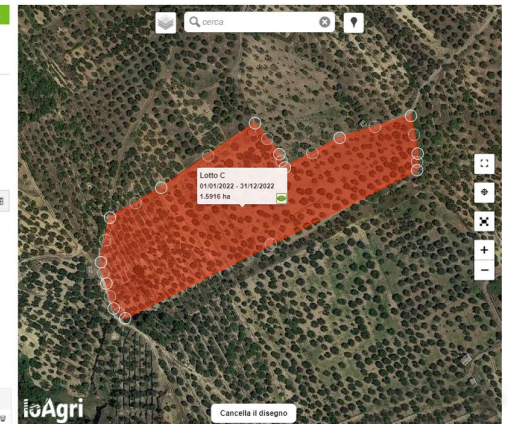 cerca
Lotto C
01/01/2022 - 31/12/2022
1.5916 ha
+
−
ioAgri
Cancella il disegno